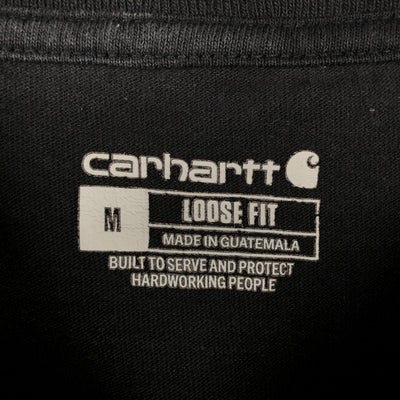 carhartt
M
LOOSE FIT
MADE IN GUATEMALA
BUILT TO SERVE AND PROTECT
HARDWORKING PEOPLE